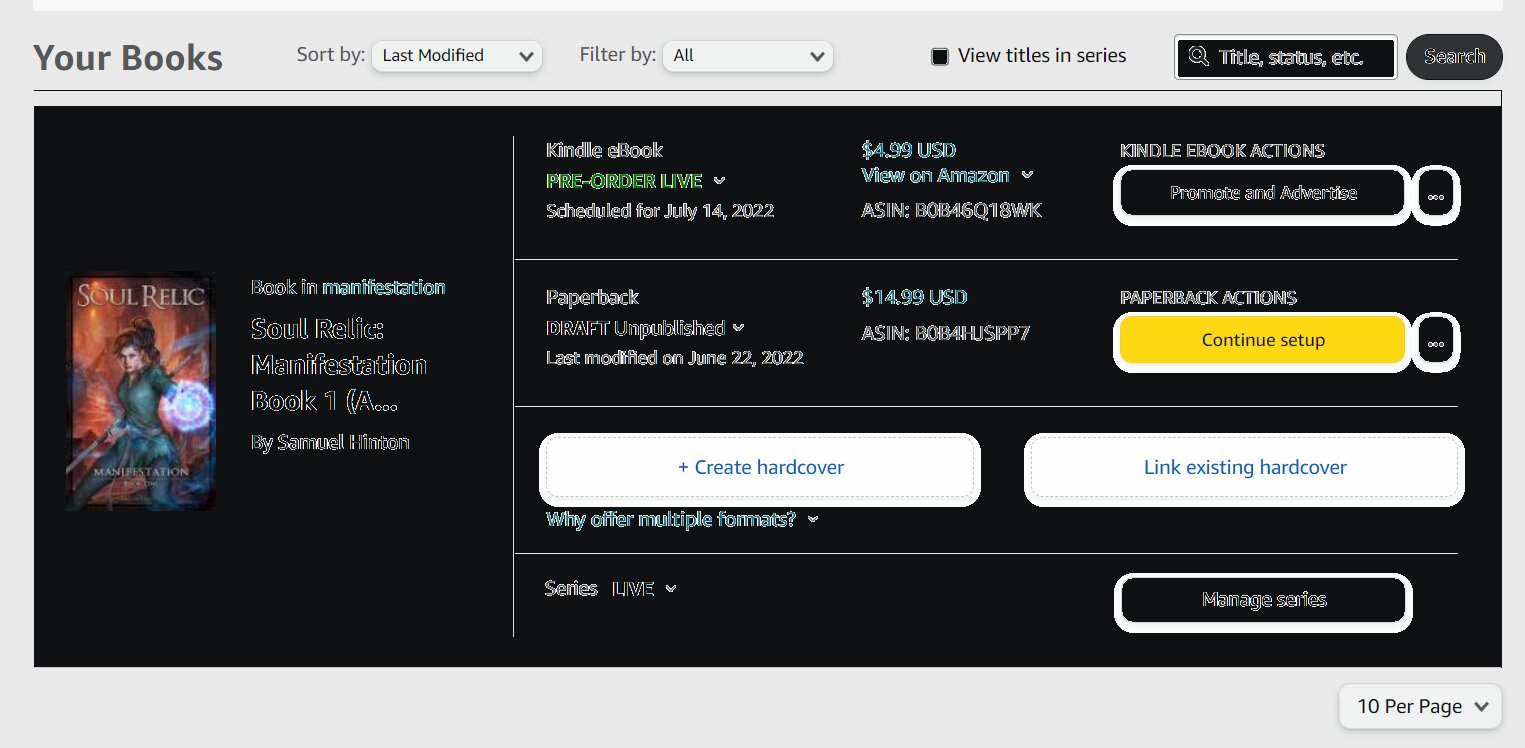 Your Books
Sort by: Last Modified
Filter by: All
View titles in series
Title, status, etc.
Search
SOUL RELIC
MANIFESTATION
BOOK ONE
Book in manifestation
Soul Relic:
Manifestation
Book 1 (A...
By Samuel Hinton
Kindle eBook
PRE-ORDER LIVE
Scheduled for July 14, 2022
$4.99 USD
View on Amazon
ASIN: B0B46Q18WK
KINDLE EBOOK ACTIONS
Promote and Advertise
...
Paperback
DRAFT Unpublished
Last modified on June 22, 2022
$14.99 USD
ASIN: B0B4HJSPP7
PAPERBACK ACTIONS
Continue setup
...
+ Create hardcover
Link existing hardcover
Why offer multiple formats?
Series LIVE
Manage series
10 Per Page